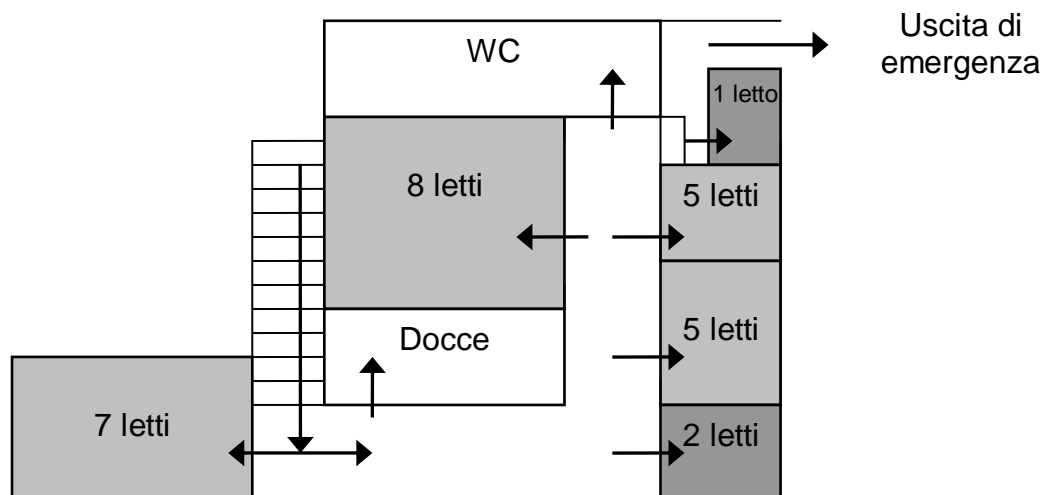 Uscita di
emergenza
WC
1 letto
8 letti
5 letti
5 letti
Docce
7 letti
2 letti